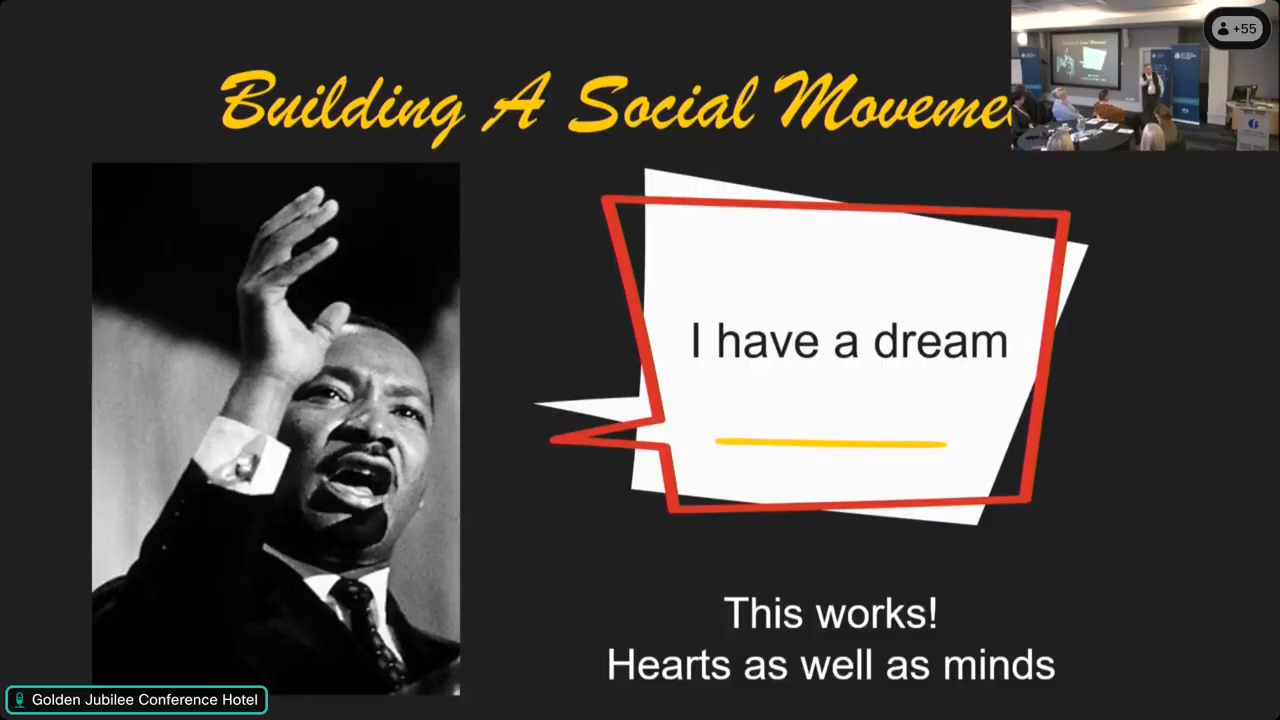 Building A Social Moveme
+55
I have a dream
This works!
Hearts as well as minds
Golden Jubilee Conference Hotel